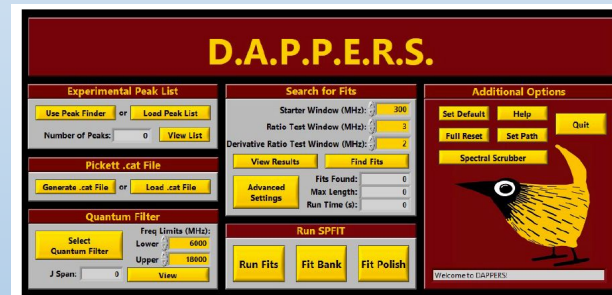 D.A.P.P.E.R.S.
Experimental Peak List
Use Peak Finder or Load Peak List
Number of Peaks: 0 View List
Pickett .cat File
Generate .cat File or Load .cat File
Quantum Filter
Select
Quantum Filter
Freq Limits (MHz):
Lower 6000
Upper 18000
J Span: 0 View
Search for Fits
Starter Window (MHz): 300
Ratio Test Window (MHz): 3
Derivative Ratio Test Window (MHz): 2
View Results Find Fits
Advanced
Settings
Fits Found: 0
Max Length: 0
Run Time (s): 0
Run SPFIT
Run Fits Fit Bank Fit Polish
Additional Options
Set Default Help
Quit
Full Reset Set Path
Spectral Scrubber
Welcome to DAPPERS!